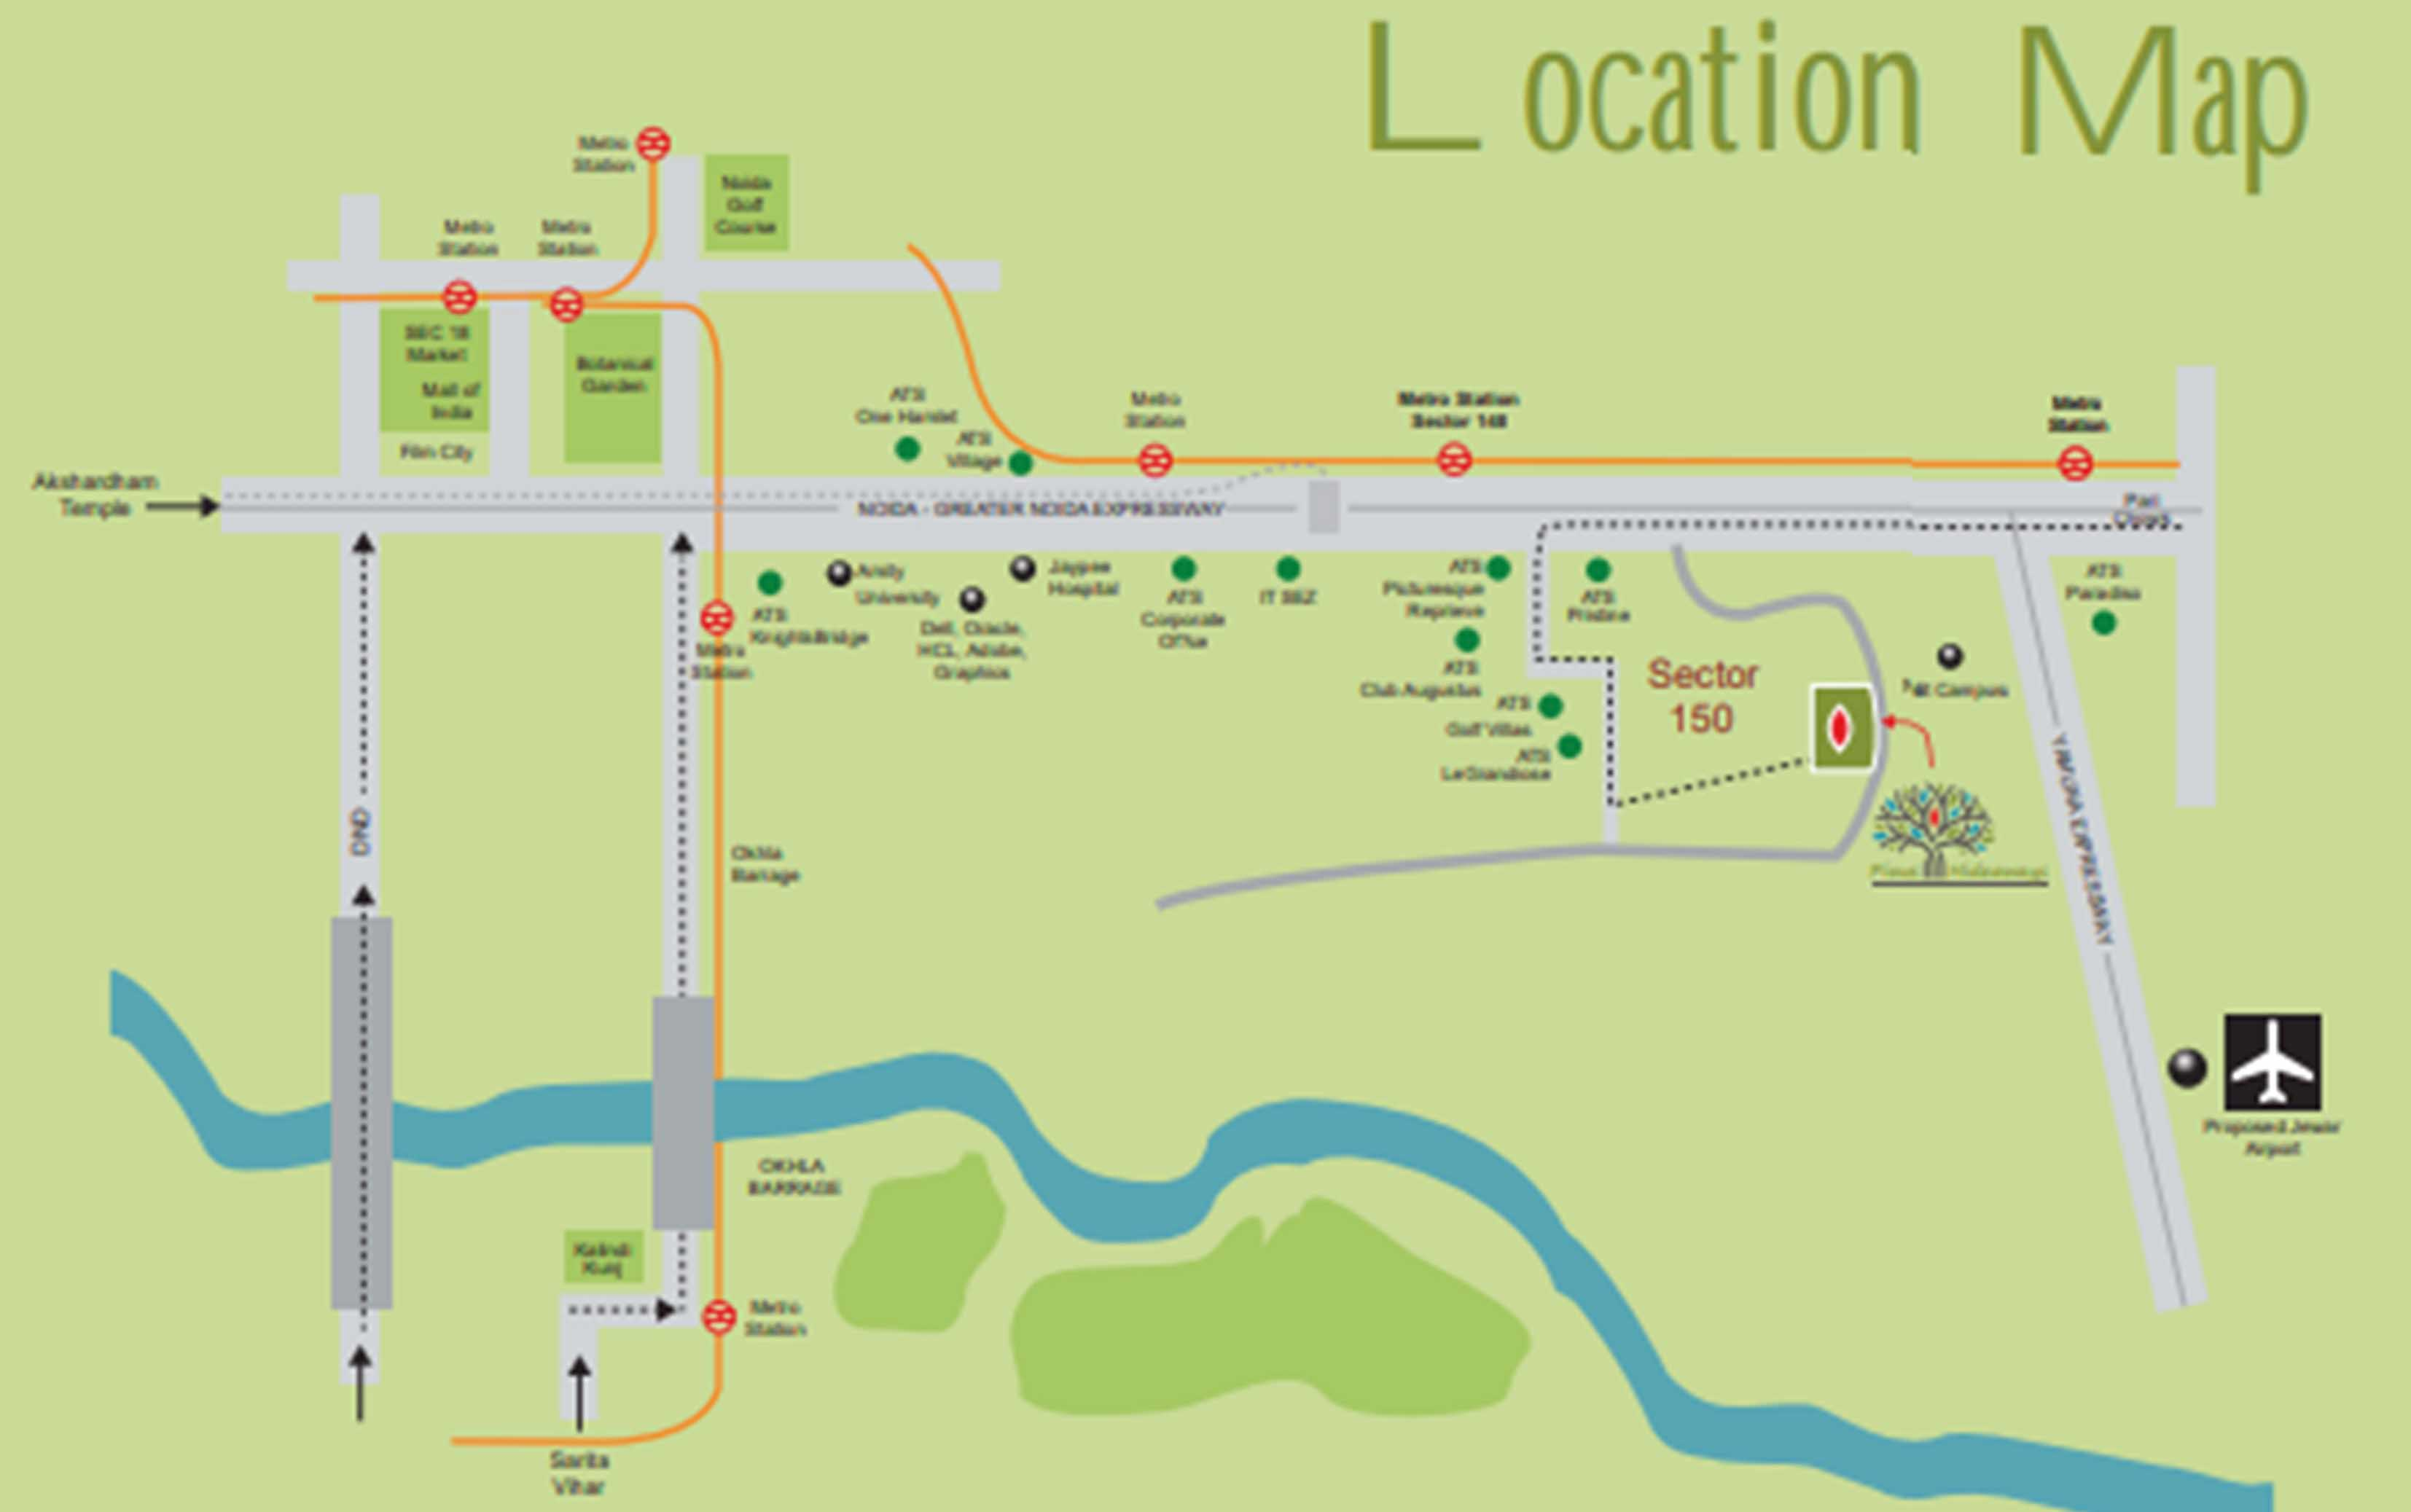 Location Map
Metro
Station
Noida
Golf
Course
Metro
Station
Metro
Station
SEC 18
Market
Mall of
India
Film City
Botanical
Garden
ATS
One Hamlet
ATS
Village
Metro
Station
Metro Station
Sector 148
Metro
Station
Akshardham
Temple
NOIDA - GREATER NOIDA EXPRESSWAY
Pari
Chowk
ATS
KnightsBridge
Metro
Station
Amity
University
Dell, Oracle,
HCL, Adobe,
Graphics
Jaypee
Hospital
ATS
Corporate
Office
IT SEZ
ATS
Picturesque
Reprieve
ATS
Club Augustus
ATS
Golf Villas
ATS
Le Grandiose
ATS
Pristine
Sector
150
Campus
ATS
Paradiso
YAMUNA EXPRESSWAY
DND
Okhla
Barrage
OKHLA
BARRAGE
Kalindi
Kunj
Metro
Station
Sarita
Vihar
Proposed Jewar
Airport